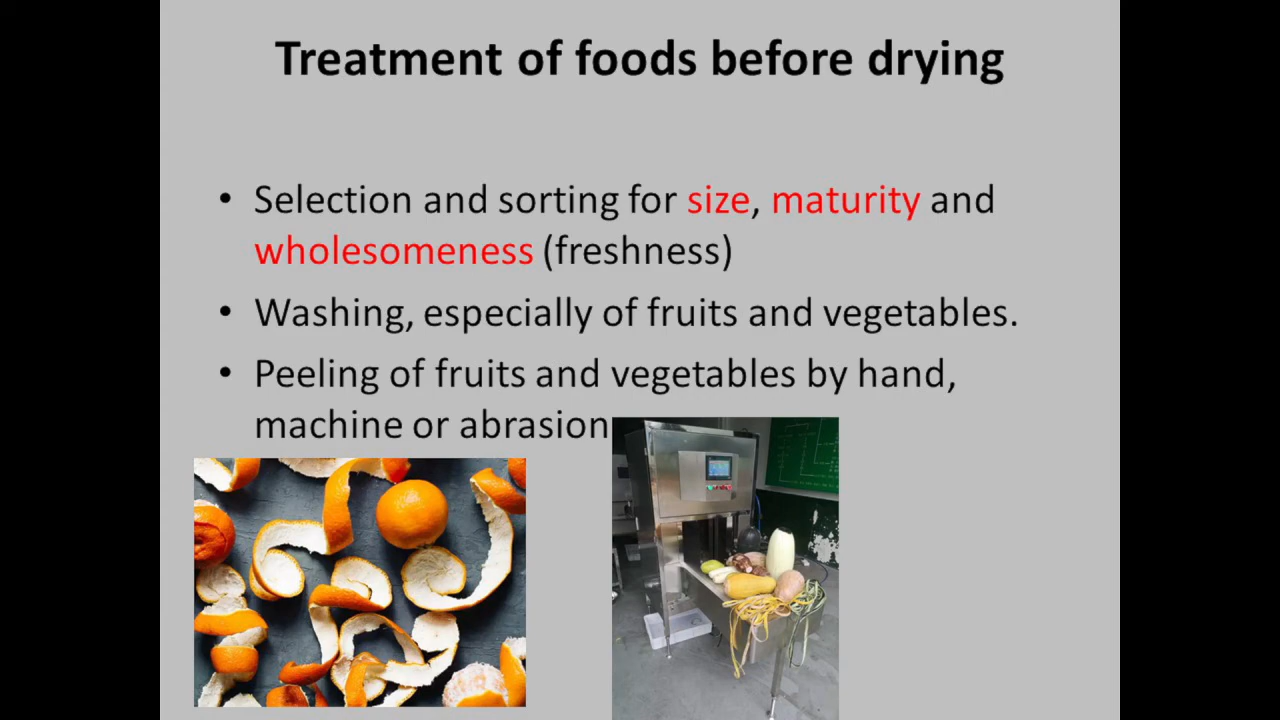 Treatment of foods before drying
• Selection and sorting for size, maturity and
wholesomeness (freshness)
• Washing, especially of fruits and vegetables.
• Peeling of fruits and vegetables by hand,
machine or abrasion